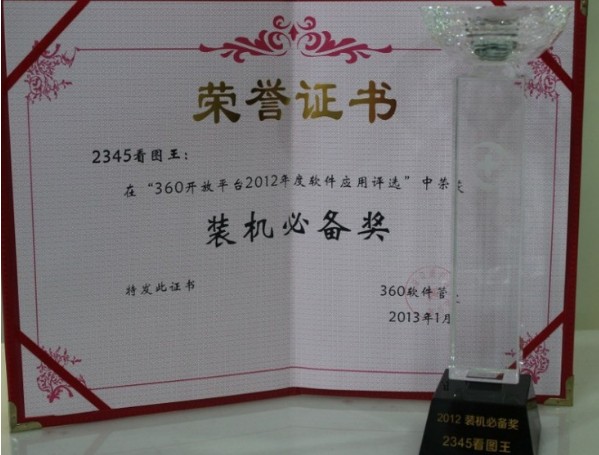 荣誉证书
2345看图王：
在“360开放平台2012年度软件应用评选”中荣获
装机必备奖
特发此证书
360软件管
2013年1月
2012 装机必备奖
2345看图王